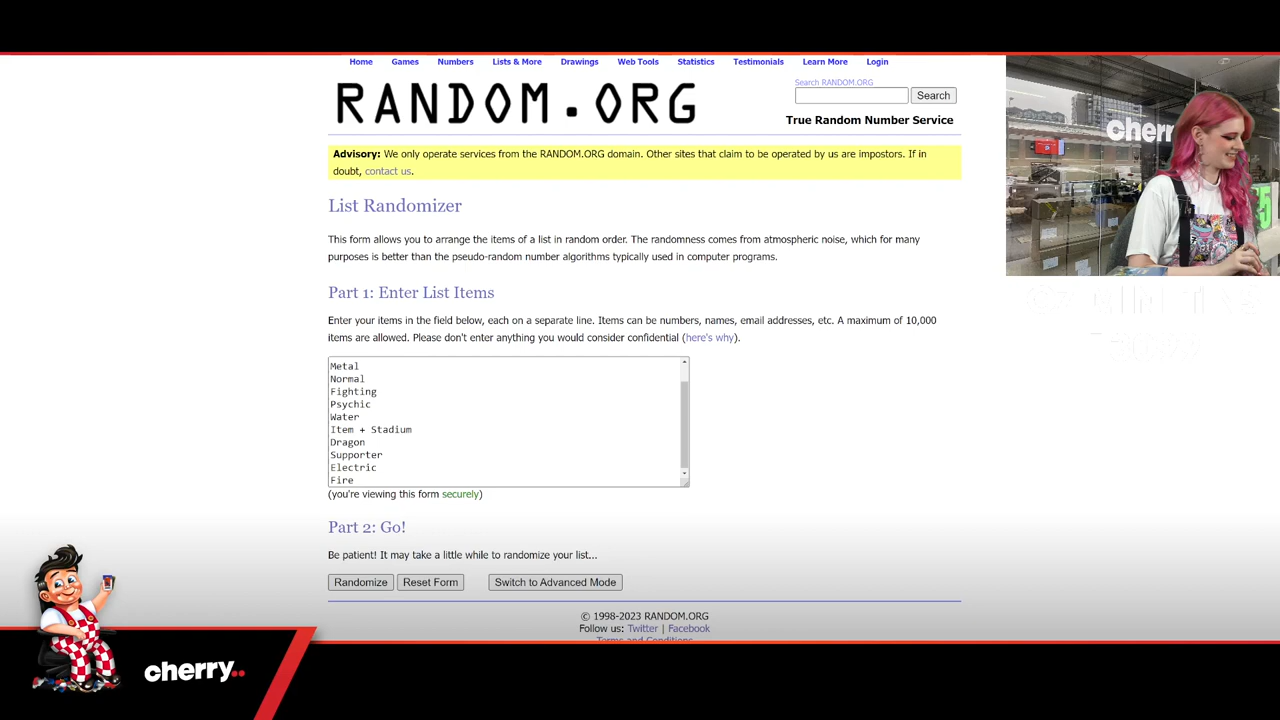 Home Games Numbers Lists & More Drawings Web Tools Statistics Testimonials Learn More Login
RANDOM.ORG
Search RANDOM.ORG
Search
True Random Number Service
Advisory: We only operate services from the RANDOM.ORG domain. Other sites that claim to be operated by us are impostors. If in
doubt, contact us.
List Randomizer
This form allows you to arrange the items of a list in random order. The randomness comes from atmospheric noise, which for many
purposes is better than the pseudo-random number algorithms typically used in computer programs.
Part 1: Enter List Items
Enter your items in the field below, each on a separate line. Items can be numbers, names, email addresses, etc. A maximum of 10,000
items are allowed. Please don't enter anything you would consider confidential (here's why).
Metal
Normal
Fighting
Psychic
Water
Item + Stadium
Dragon
Supporter
Electric
Fire
(you're viewing this form securely)
Part 2: Go!
Be patient! It may take a little while to randomize your list...
Randomize Reset Form Switch to Advanced Mode
© 1998-2023 RANDOM.ORG
Follow us: Twitter | Facebook
Terms and Conditions
cherry
cherry..